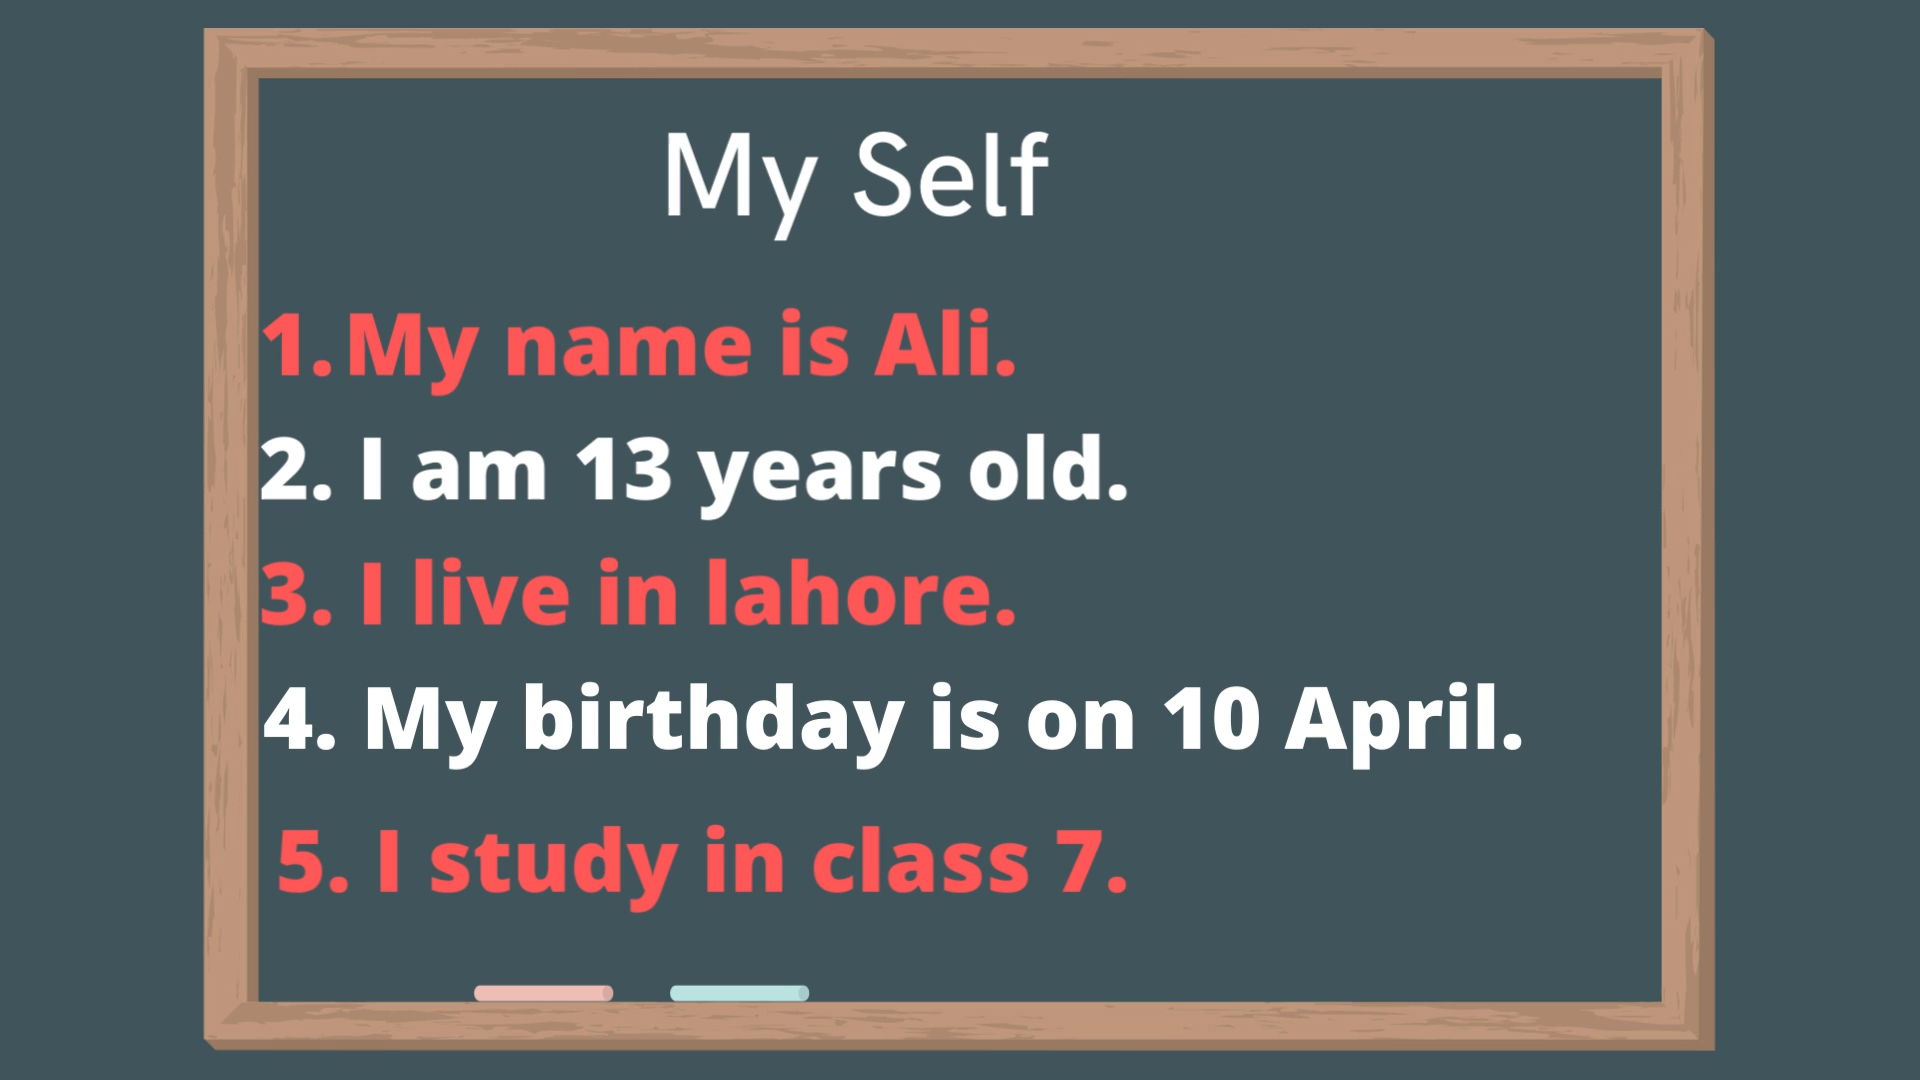 My Self
1. My name is Ali.
2. I am 13 years old.
3. I live in lahore.
4. My birthday is on 10 April.
5. I study in class 7.